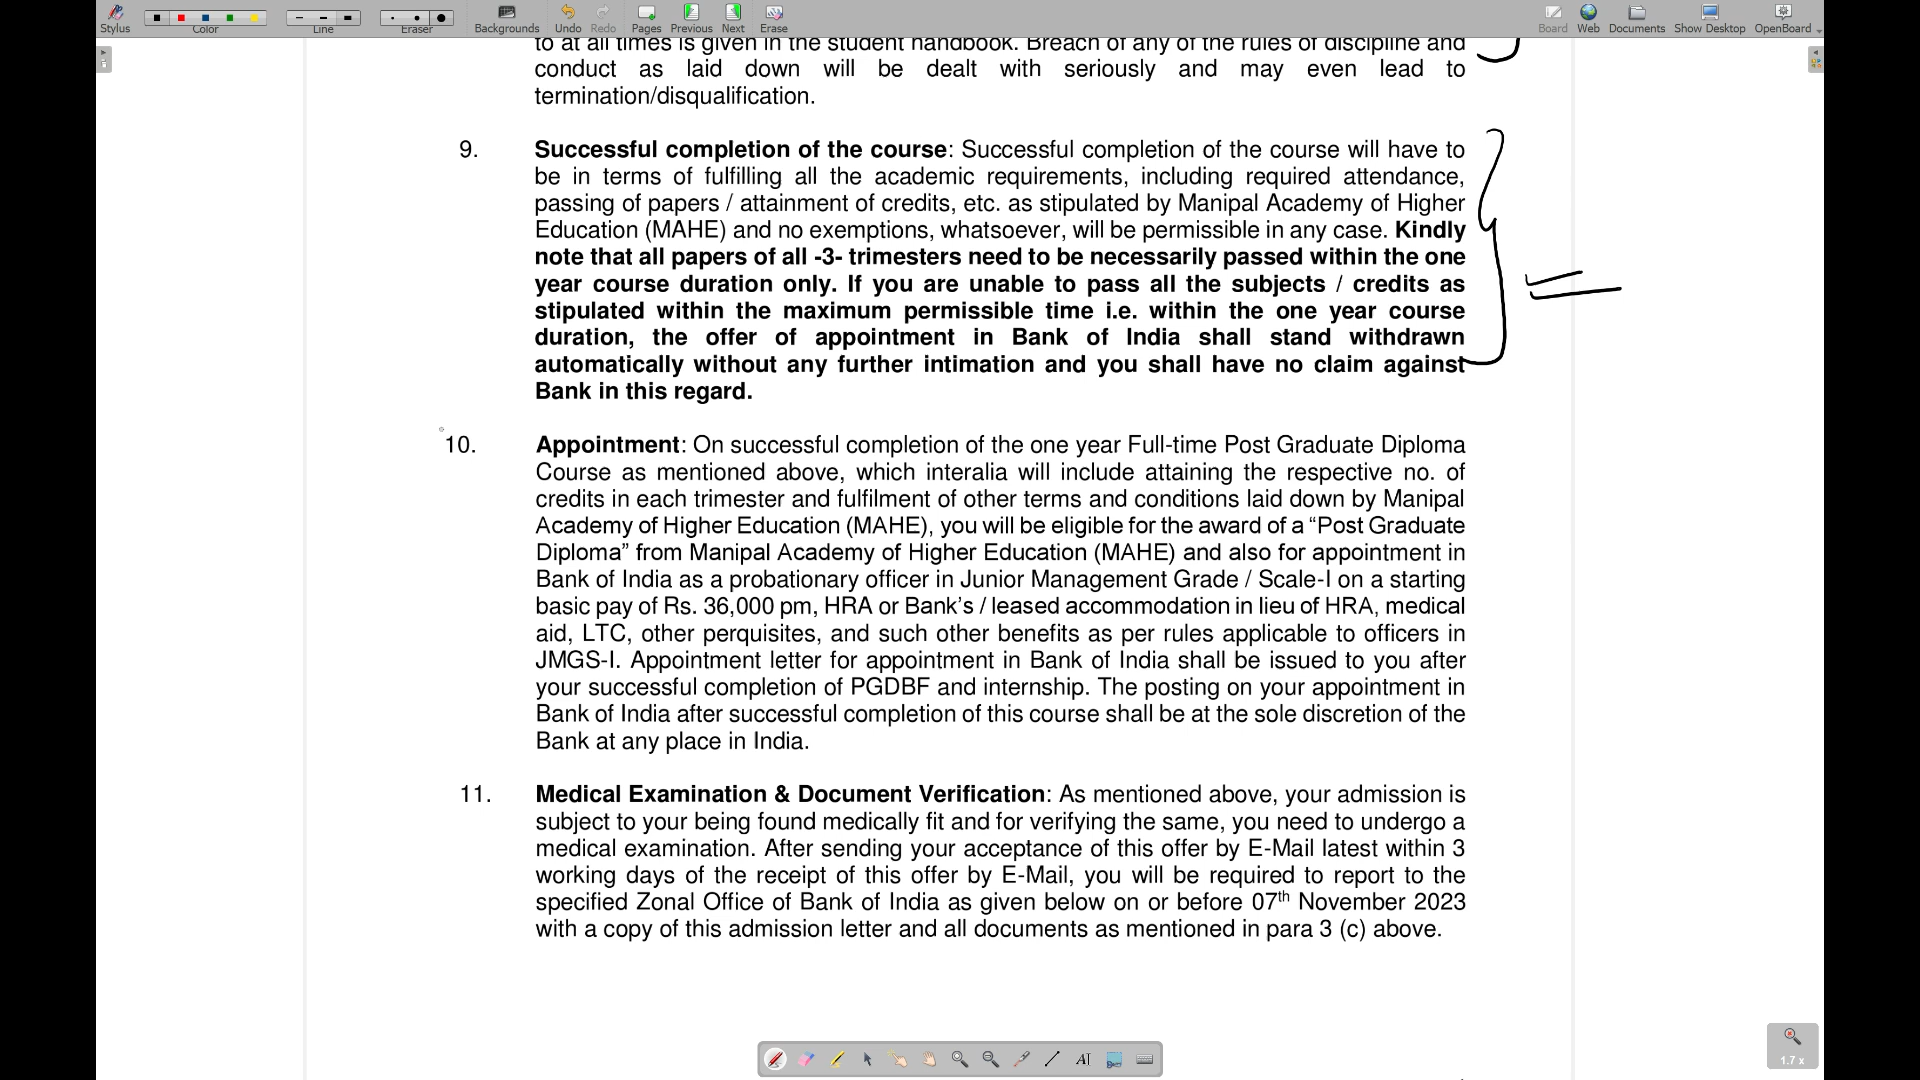 Stylus
Color
Line
Eraser
Backgrounds
Undo
Redo
Pages
Previous
Next
Erase
Board
Web
Documents
Show Desktop
OpenBoard
to at all times is given in the student handbook. Breach of any of the rules of discipline and
conduct as laid down will be dealt with seriously and may even lead to
termination/disqualification.
9. Successful completion of the course: Successful completion of the course will have to
be in terms of fulfilling all the academic requirements, including required attendance,
passing of papers / attainment of credits, etc. as stipulated by Manipal Academy of Higher
Education (MAHE) and no exemptions, whatsoever, will be permissible in any case. Kindly
note that all papers of all -3- trimesters need to be necessarily passed within the one
year course duration only. If you are unable to pass all the subjects / credits as
stipulated within the maximum permissible time i.e. within the one year course
duration, the offer of appointment in Bank of India shall stand withdrawn
automatically without any further intimation and you shall have no claim against
Bank in this regard.
10. Appointment: On successful completion of the one year Full-time Post Graduate Diploma
Course as mentioned above, which interalia will include attaining the respective no. of
credits in each trimester and fulfilment of other terms and conditions laid down by Manipal
Academy of Higher Education (MAHE), you will be eligible for the award of a “Post Graduate
Diploma” from Manipal Academy of Higher Education (MAHE) and also for appointment in
Bank of India as a probationary officer in Junior Management Grade / Scale-I on a starting
basic pay of Rs. 36,000 pm, HRA or Bank’s / leased accommodation in lieu of HRA, medical
aid, LTC, other perquisites, and such other benefits as per rules applicable to officers in
JMGS-I. Appointment letter for appointment in Bank of India shall be issued to you after
your successful completion of PGDBF and internship. The posting on your appointment in
Bank of India after successful completion of this course shall be at the sole discretion of the
Bank at any place in India.
11. Medical Examination & Document Verification: As mentioned above, your admission is
subject to your being found medically fit and for verifying the same, you need to undergo a
medical examination. After sending your acceptance of this offer by E-Mail latest within 3
working days of the receipt of this offer by E-Mail, you will be required to report to the
specified Zonal Office of Bank of India as given below on or before 07th November 2023
with a copy of this admission letter and all documents as mentioned in para 3 (c) above.
AI
1.7 x